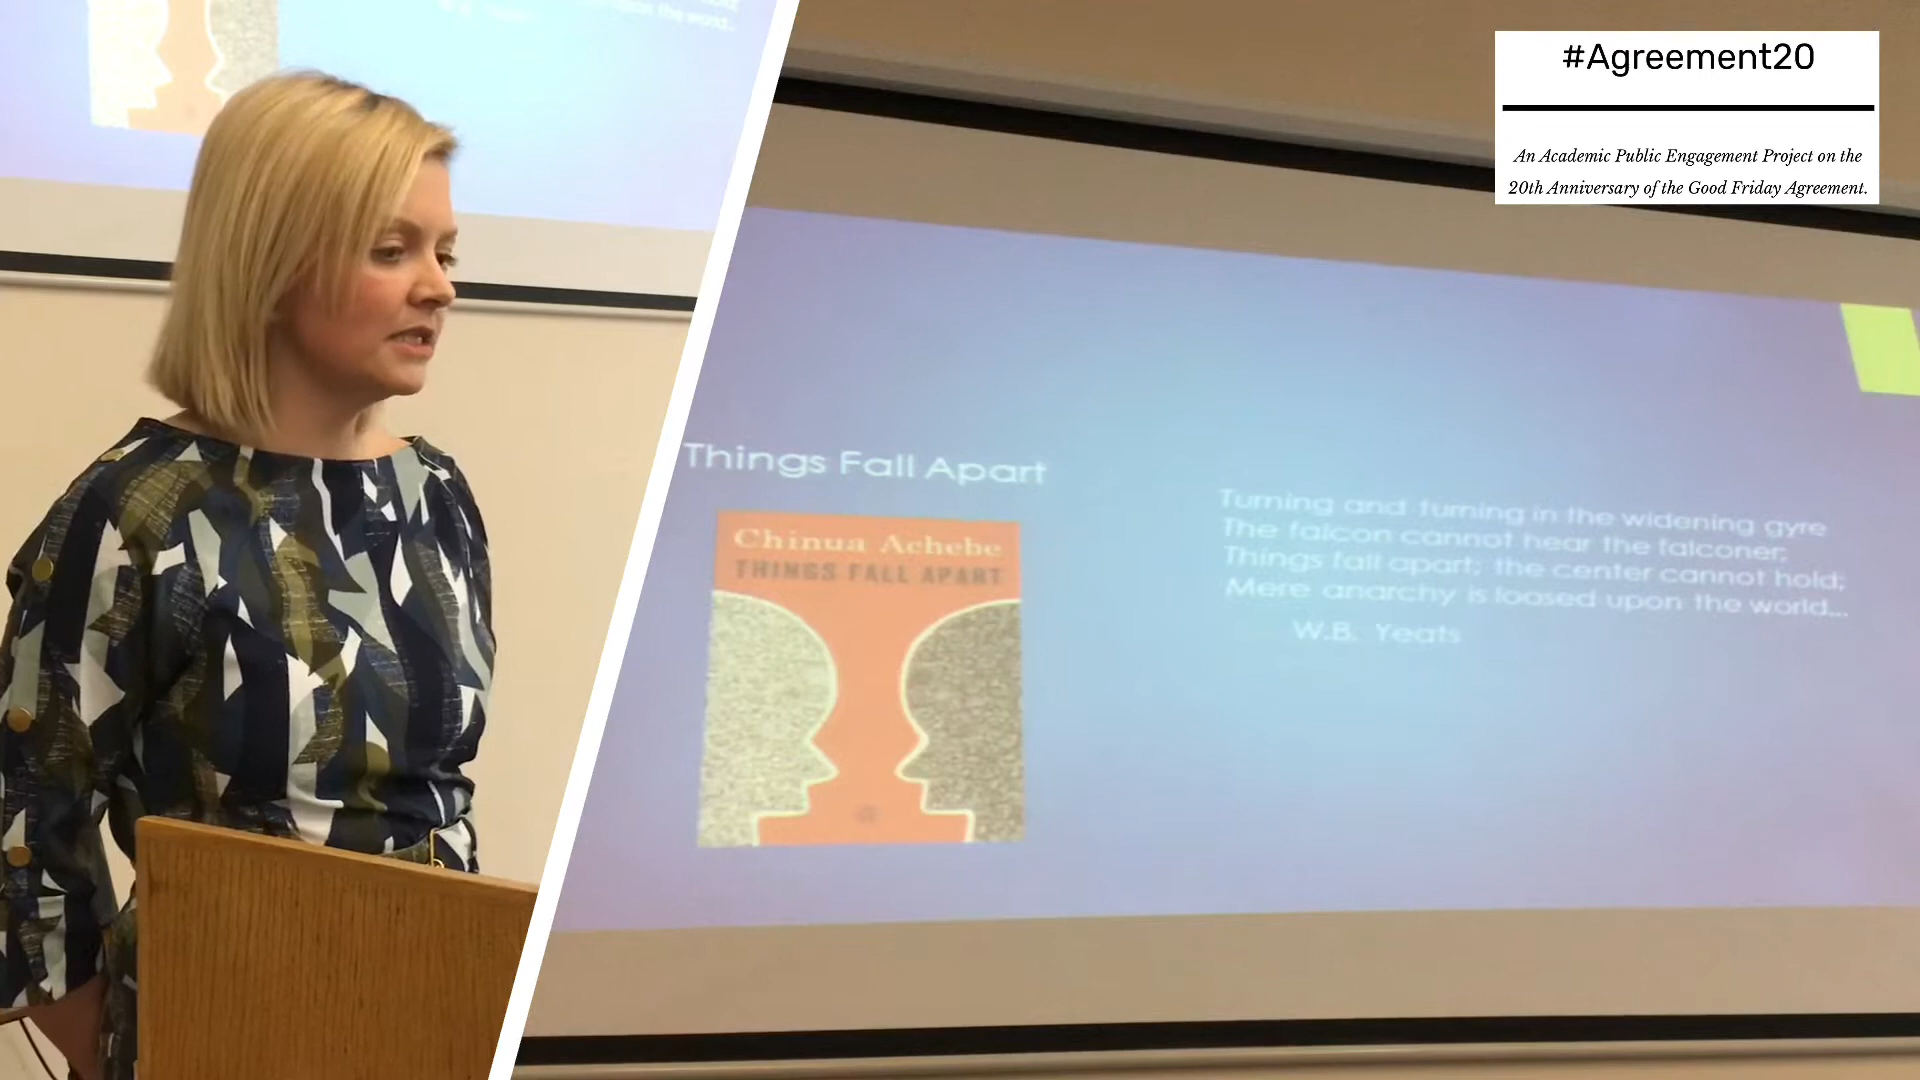 #Agreement20
An Academic Public Engagement Project on the
20th Anniversary of the Good Friday Agreement.
Things Fall Apart
Chinua Achebe
THINGS FALL APART
Turning and turning in the widening gyre
The falcon cannot hear the falconer;
Things fall apart; the center cannot hold;
Mere anarchy is loosed upon the world...
W.B. Yeats